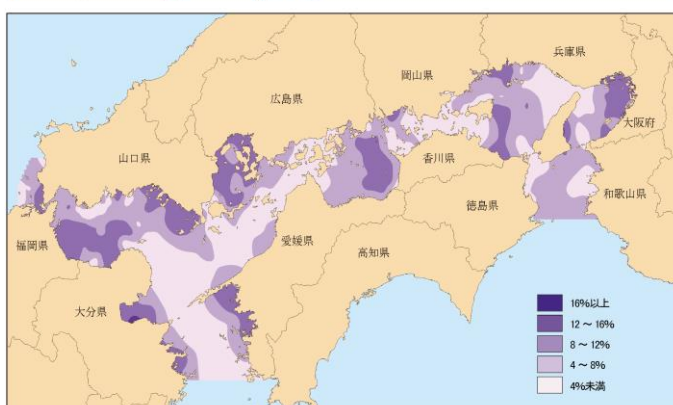 兵庫県
岡山県
広島県
大阪府
山口県
香川県
和歌山県
徳島県
愛媛県
福岡県
高知県
大分県
16%以上
12 ～ 16%
8 ～ 12%
4 ～ 8%
4%未満